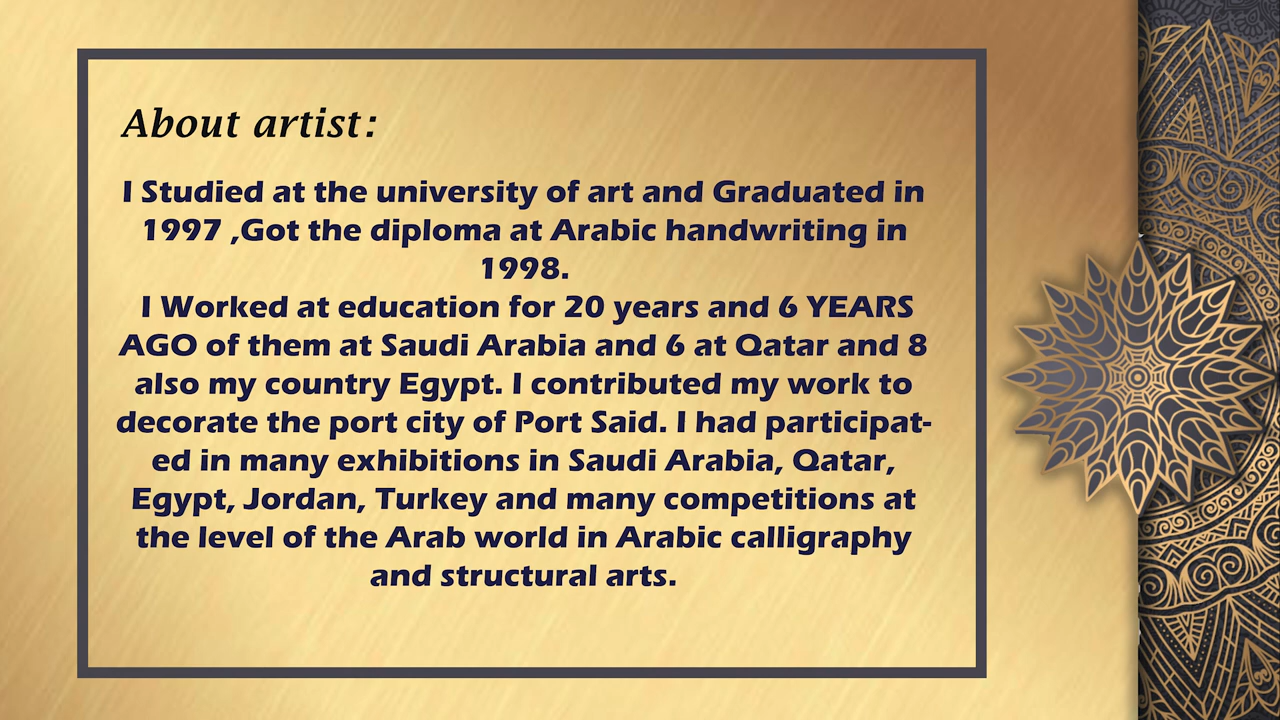 About artist:
I Studied at the university of art and Graduated in
1997 ,Got the diploma at Arabic handwriting in
1998.
I Worked at education for 20 years and 6 YEARS
AGO of them at Saudi Arabia and 6 at Qatar and 8
also my country Egypt. I contributed my work to
decorate the port city of Port Said. I had participat-
ed in many exhibitions in Saudi Arabia, Qatar,
Egypt, Jordan, Turkey and many competitions at
the level of the Arab world in Arabic calligraphy
and structural arts.